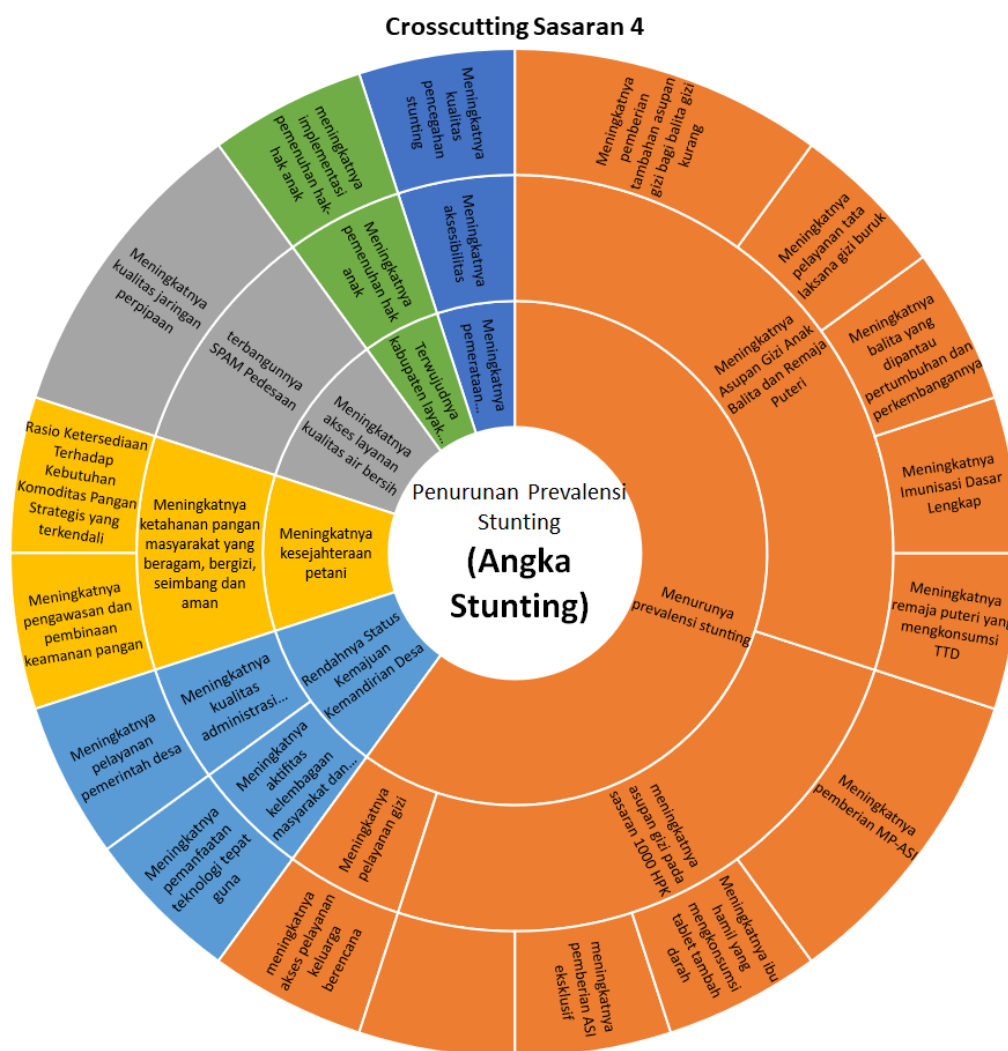 Crosscutting Sasaran 4
Penurunan Prevalensi
Stunting
(Angka
Stunting)
Menurunya
prevalensi stunting
Meningkatnya
Asupan Gizi Anak
Balita dan Remaja
Puteri
Meningkatnya
pemberian
tambahan asupan
gizi bagi balita gizi
kurang
Meningkatnya
pelayanan tata
laksana gizi buruk
Meningkatnya
balita yang
dipantau
pertumbuhan dan
perkembangannya
Meningkatnya
Imunisasi Dasar
Lengkap
Meningkatnya
remaja puteri yang
mengkonsumsi
TTD
meningkatnya
asupan gizi pada
sasaran 1000 HPK
Meningkatnya
pemberian MP-ASI
Meningkatnya ibu
hamil yang
mengkonsumsi
tablet tambah
darah
meningkatnya
pemberian ASI
eksklusif
Meningkatnya
pelayanan gizi
meningkatnya
akses pelayanan
keluarga
berencana
Rendahnya Status
Kemajuan
Kemandirian Desa
Meningkatnya
aktifitas
kelembagaan
masyarakat dan...
Meningkatnya
pemanfaatan
teknologi tepat
guna
Meningkatnya
kualitas
administrasi...
Meningkatnya
pelayanan
pemerintah desa
Meningkatnya
kesejahteraan
petani
Meningkatnya
ketahanan pangan
masyarakat yang
beragam, bergizi,
seimbang dan
aman
Meningkatnya
pengawasan dan
pembinaan
keamanan pangan
Rasio Ketersediaan
Terhadap
Kebutuhan
Komoditas Pangan
Strategis yang
terkendali
Meningkatnya
akses layanan
kualitas air bersih
terbangunnya
SPAM Pedesaan
Meningkatnya
kualitas jaringan
perpipaan
Terwujudnya
kabupaten layak...
Meningkatnya
pemenuhan hak
anak
meningkatnya
implementasi
pemenuhan hak-
hak anak
Meningkatnya
pemerataan...
Meningkatnya
aksesibilitas
Meningkatnya
kualitas
pencegahan
stunting